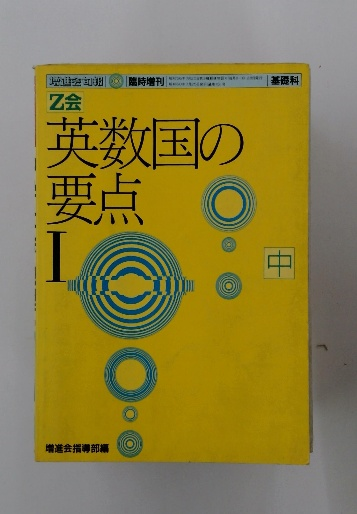 増進会旬報 臨時増刊 基礎科
Z会
英数国の
要点
I
中
増進会指導部編